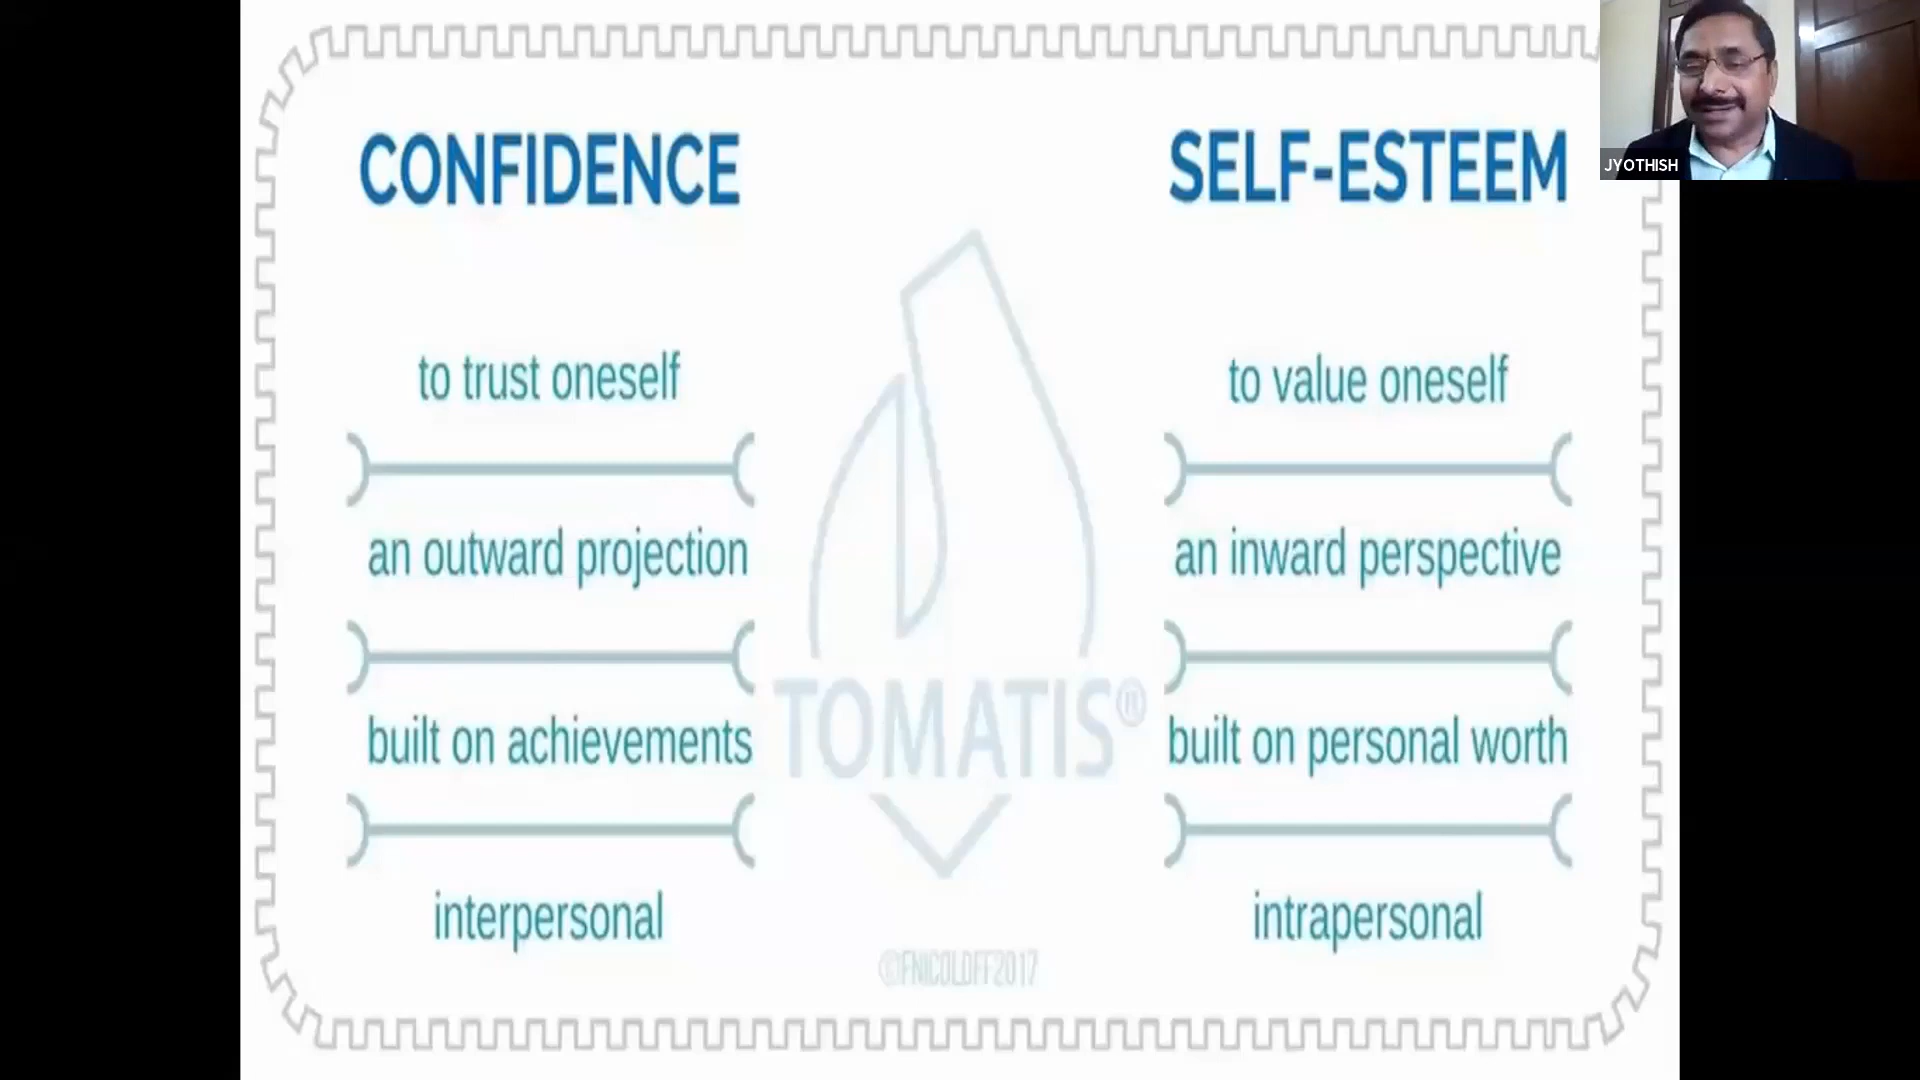 CONFIDENCE
to trust oneself
an outward projection
built on achievements
interpersonal
SELF-ESTEEM
to value oneself
an inward perspective
built on personal worth
intrapersonal
TOMATIS®
©FNICOLOFF2017
JYOTHISH